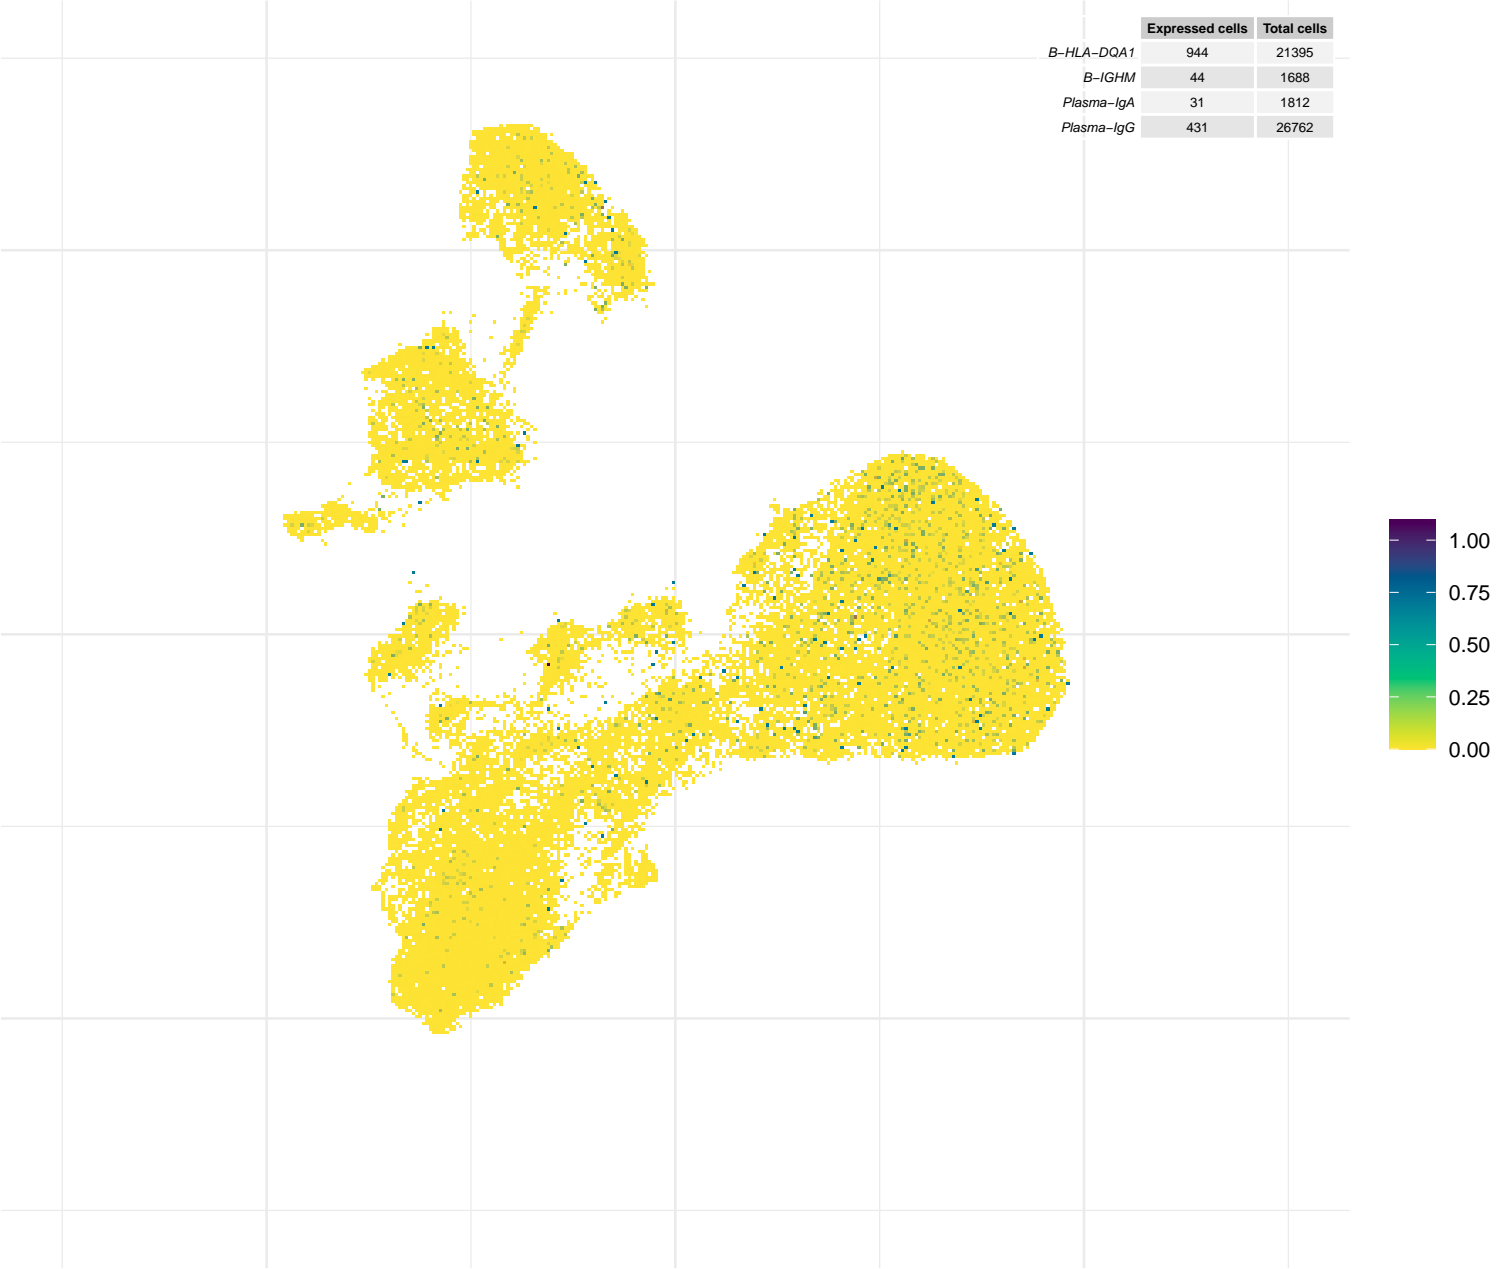 Expressed cells Total cells
B−HLA−DQA1 944 21395
B−IGHM 44 1688
Plasma−IgA 31 1812
Plasma−IgG 431 26762
1.00
0.75
0.50
0.25
0.00